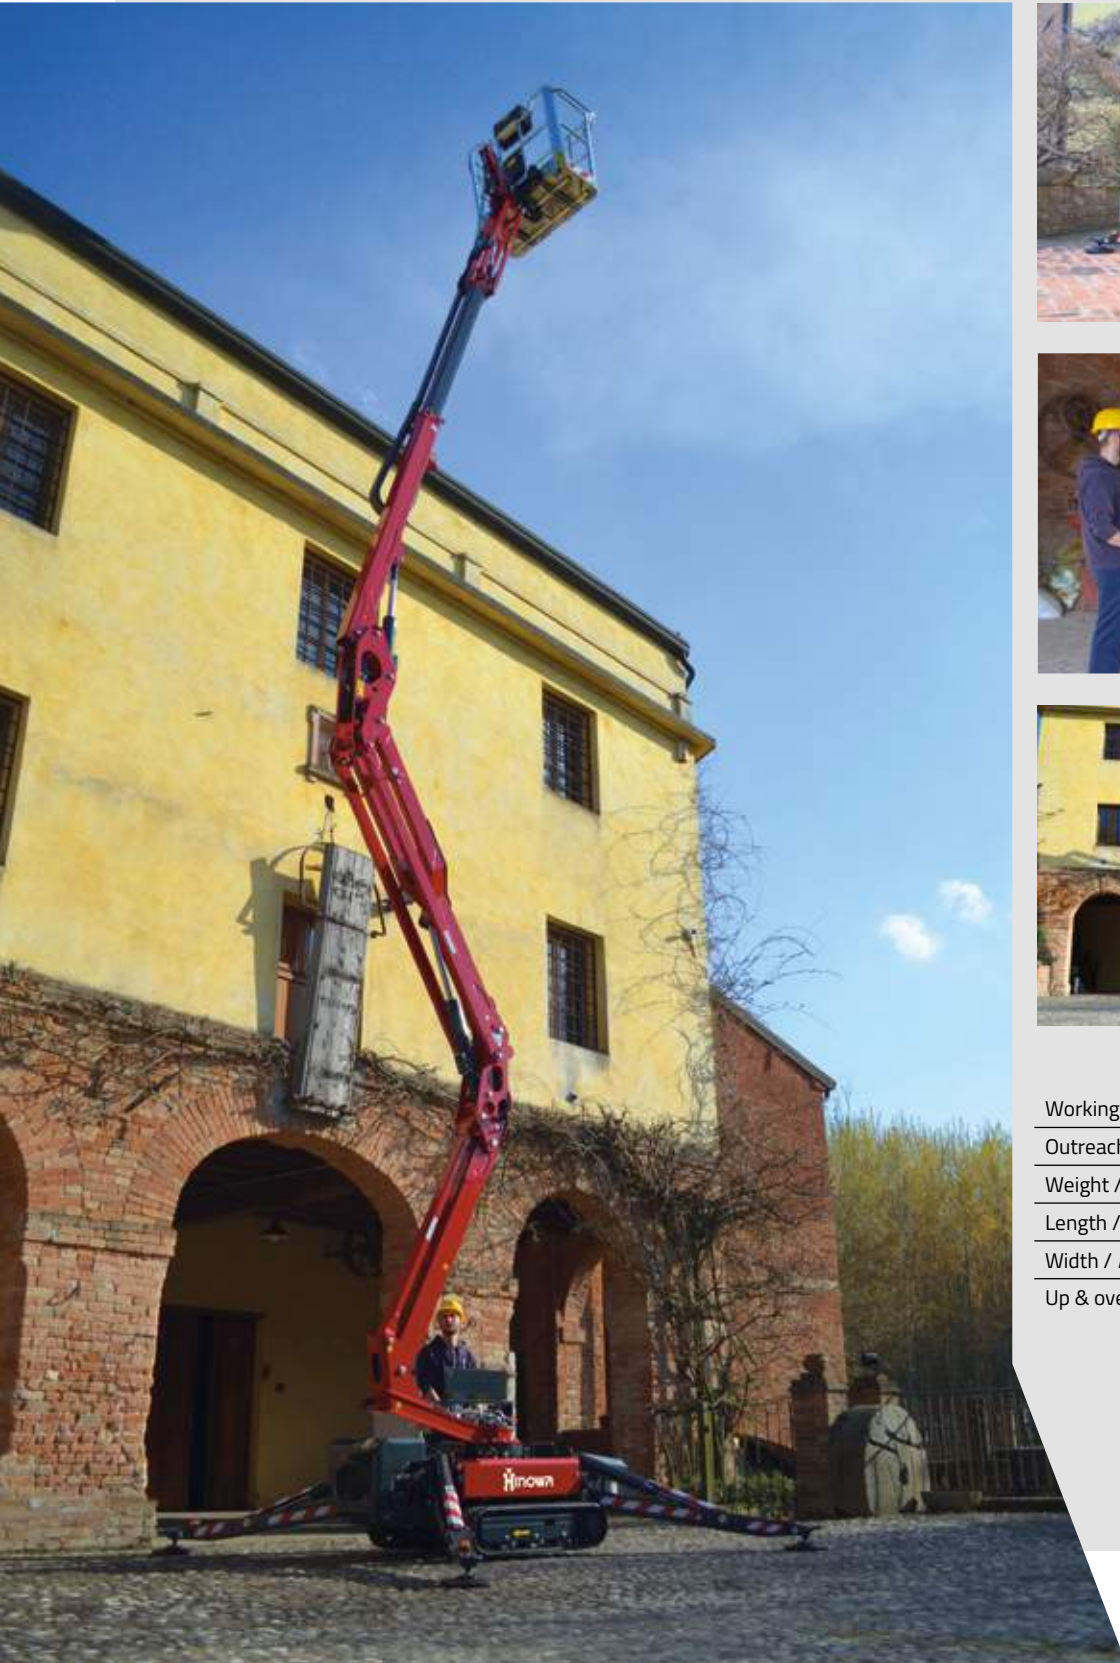 HINOWA
Working
Outreach
Weight /
Length /
Width /
Up & ove